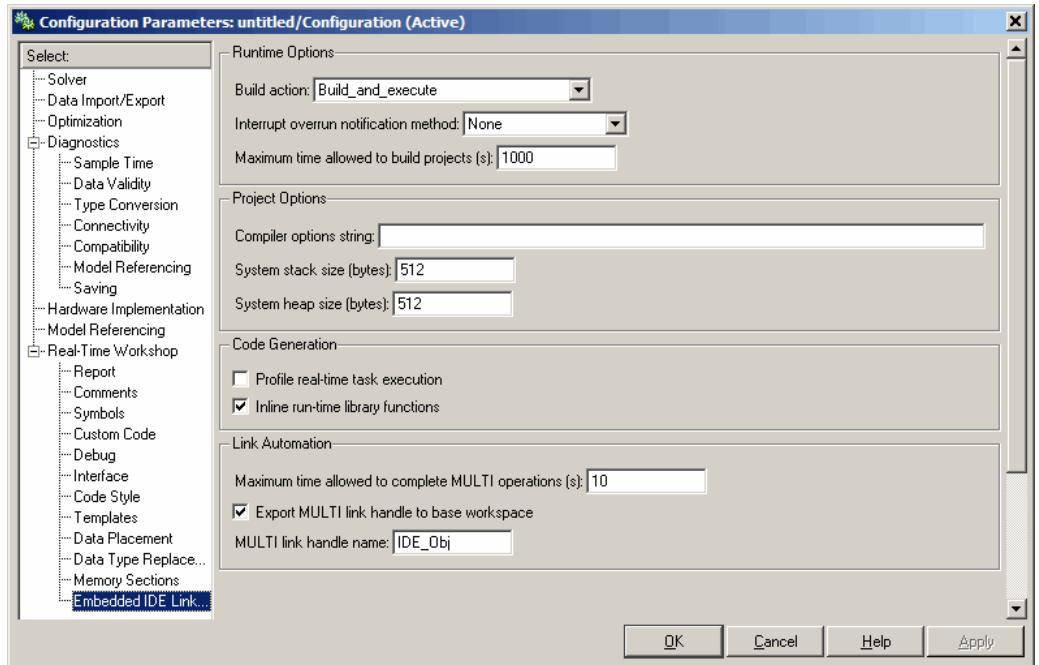 Configuration Parameters: untitled/Configuration (Active)
Select:
Solver
Data Import/Export
Optimization
Diagnostics
Sample Time
Data Validity
Type Conversion
Connectivity
Compatibility
Model Referencing
Saving
Hardware Implementation
Model Referencing
Real-Time Workshop
Report
Comments
Symbols
Custom Code
Debug
Interface
Code Style
Templates
Data Placement
Data Type Replace...
Memory Sections
Embedded IDE Link...
Runtime Options
Build action: Build_and_execute
Interrupt overrun notification method: None
Maximum time allowed to build projects (s): 1000
Project Options
Compiler options string:
System stack size (bytes): 512
System heap size (bytes): 512
Code Generation
Profile real-time task execution
Inline run-time library functions
Link Automation
Maximum time allowed to complete MULTI operations (s): 10
Export MULTI link handle to base workspace
MULTI link handle name: IDE_Obj
OK Cancel Help Apply